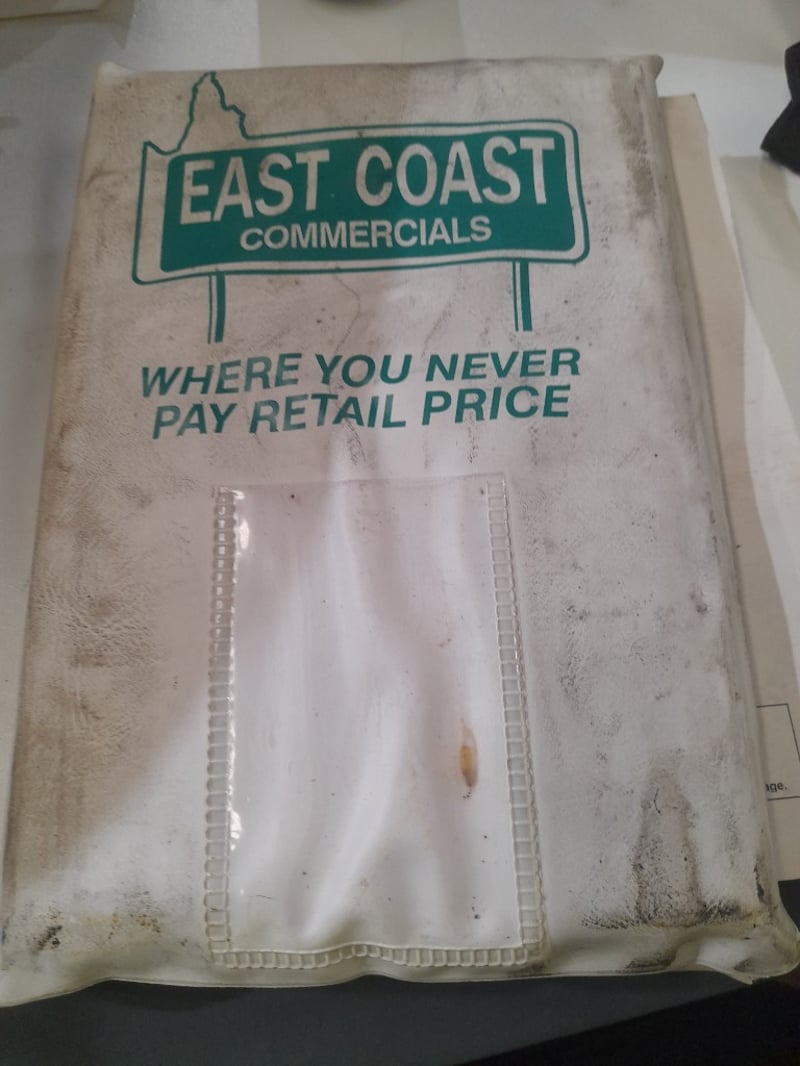 EAST COAST
COMMERCIALS
WHERE YOU NEVER
PAY RETAIL PRICE